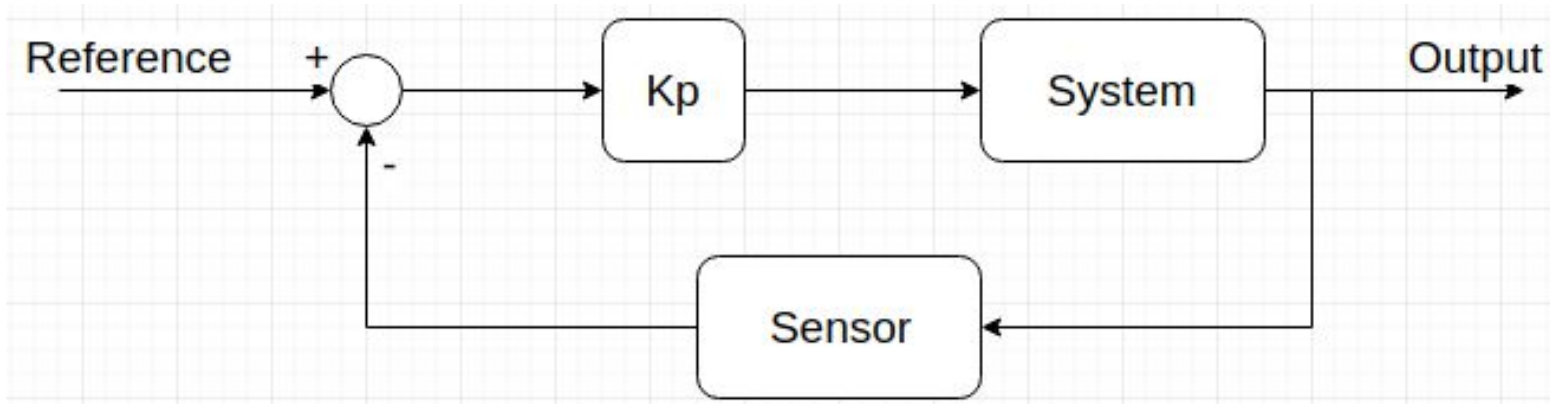 Reference
+
Kp
System
Output
-
Sensor